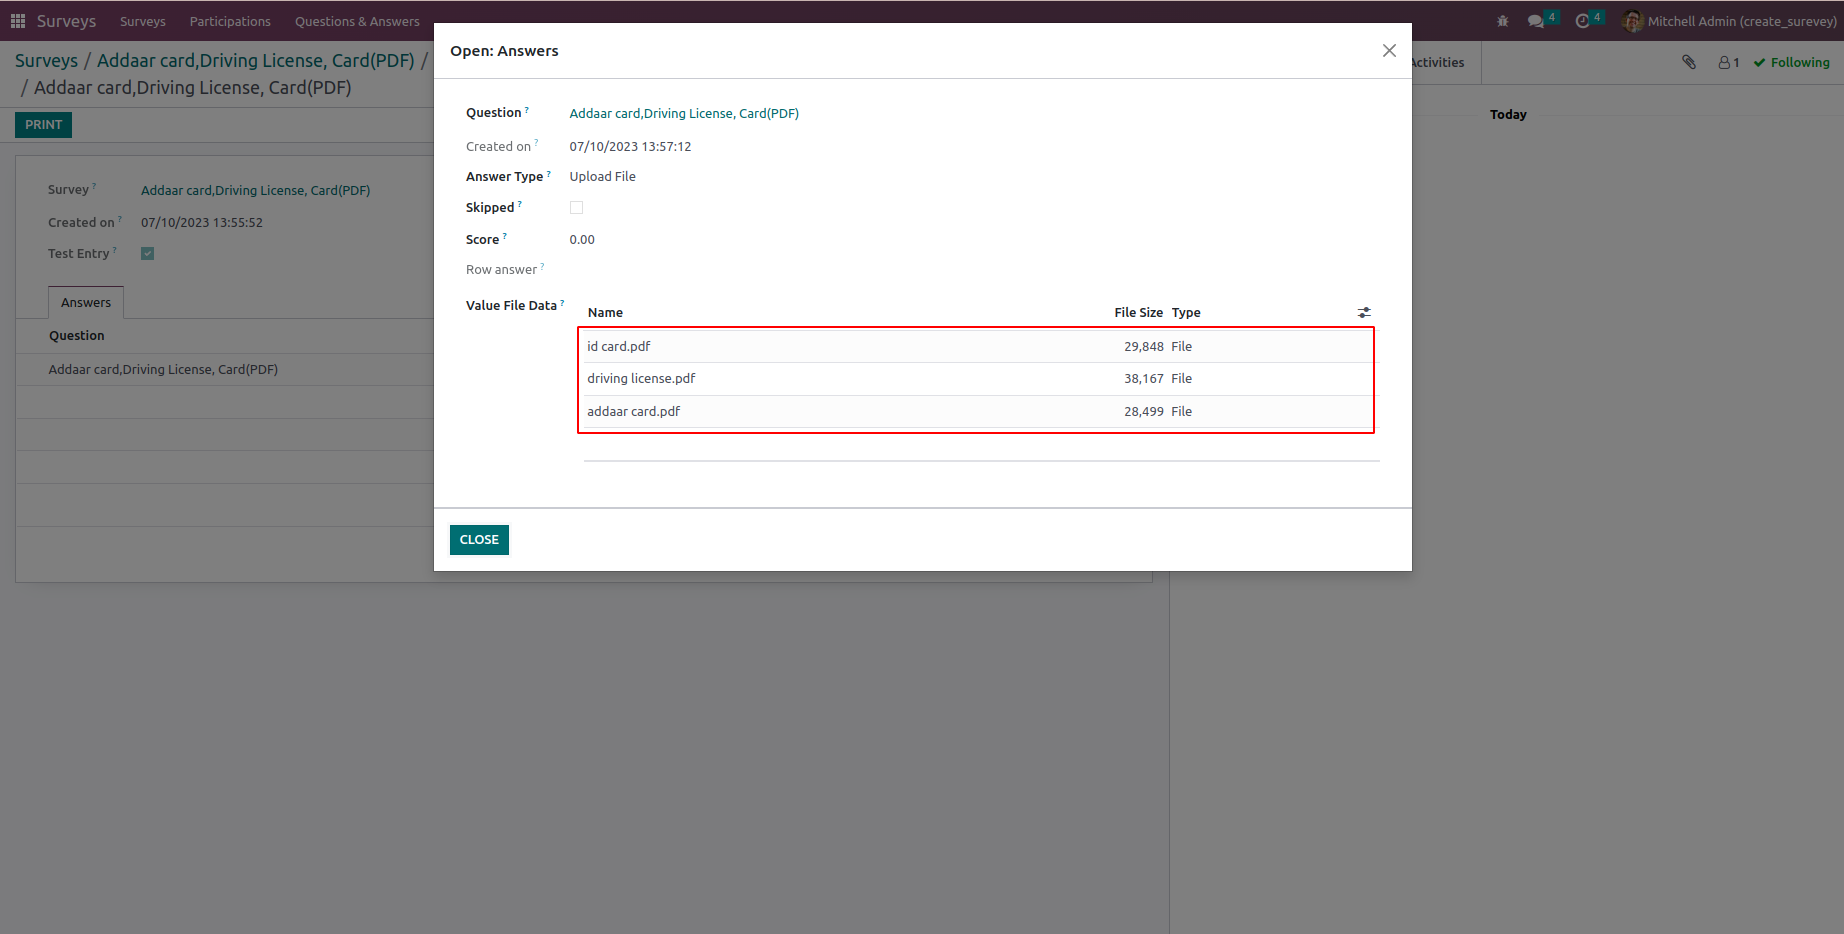 Surveys Surveys Participations Questions & Answers 4 4 Mitchell Admin (create_surevey)
Surveys / Addaar card,Driving License, Card(PDF) /
/ Addaar card,Driving License, Card(PDF)
Activities 1 Following
PRINT
Today
Survey ? Addaar card,Driving License, Card(PDF)
Created on ? 07/10/2023 13:55:52
Test Entry ?
Answers
Question
Addaar card,Driving License, Card(PDF)
Open: Answers
Question ? Addaar card,Driving License, Card(PDF)
Created on ? 07/10/2023 13:57:12
Answer Type ? Upload File
Skipped ?
Score ? 0.00
Row answer ?
Value File Data ?
Name File Size Type
id card.pdf 29,848 File
driving license.pdf 38,167 File
addaar card.pdf 28,499 File
CLOSE